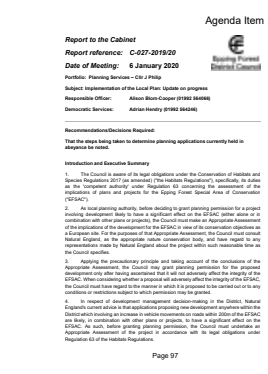 Agenda Item
Report to the Cabinet
Report reference: C-027-2019/20
Date of Meeting: 6 January 2020
Epping Forest
District Council
Portfolio: Planning Services – Cllr J Philip
Subject: Implementation of the Local Plan: Update on progress
Responsible Officer: Alison Blom-Cooper (01992 564066)
Democratic Services: Adrian Hendry (01992 564246)
Recommendations/Decisions Required:
That the steps being taken to determine planning applications currently held in
abeyance be noted.
Introduction and Executive Summary
1. The Council is aware of its legal obligations under the Conservation of Habitats and
Species Regulations 2017 (as amended) ("the Habitats Regulations"), specifically, its duties
as the "competent authority" under Regulation 63 concerning the assessment of the
implications of plans and projects for the Epping Forest Special Area of Conservation
("EFSAC").
2. As local planning authority, before deciding to grant planning permission for a
project involving development likely to have a significant effect on the EFSAC (either alone or in
combination with other plans or projects), the Council must make an Appropriate Assessment
of the implications of the development for the EFSAC in view of its conservation objectives as
a European site. For the purposes of that Appropriate Assessment, the Council must consult
Natural England, as the appropriate nature conservation body, and have regard to any
representations made by Natural England about the project within such reasonable time as
the Council specifies.
3. Applying the precautionary principle and taking account of the conclusions of the
Appropriate Assessment, the Council may grant planning permission for the proposed
development only after having ascertained that it will not adversely affect the integrity of the
EFSAC. When considering whether a proposal will adversely affect the integrity of the EFSAC,
the Council must have regard to the manner in which it is proposed to be carried out or to any
conditions or restrictions subject to which permission may be granted.
4. In respect of development management decision-making in the District, Natural
England's current advice is that applications proposing new development anywhere within the
District which involving an increase in vehicle movements on roads within 200m of the EFSAC
are likely, in combination with other plans or projects, to have a significant effect on the
EFSAC. As such, before granting planning permission, the Council must undertake an
Appropriate Assessment of the project in accordance with its legal obligations under
Regulation 63 of the Habitats Regulations.
Page 97